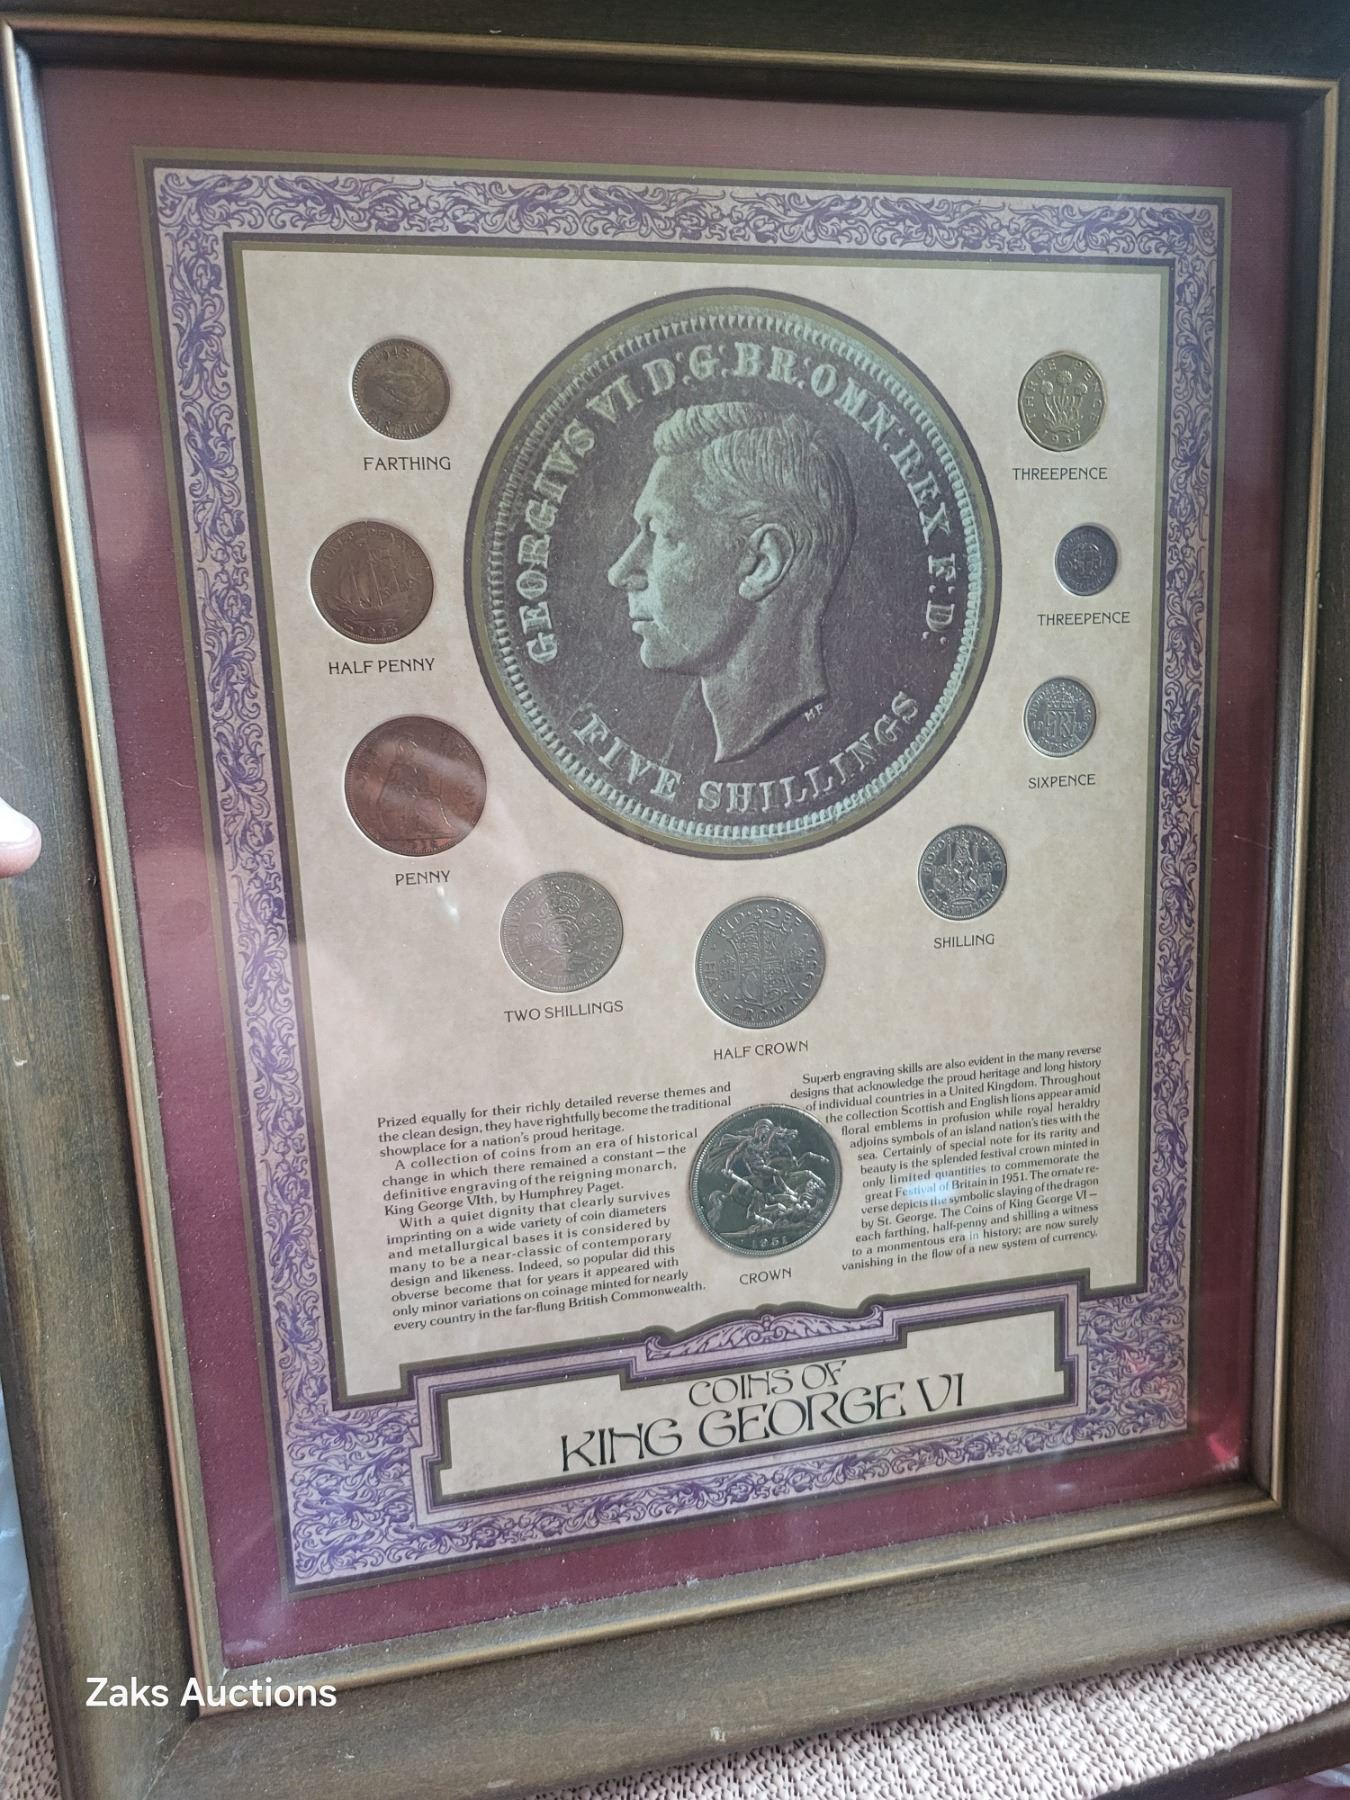 GEORGIVS VI D:G:BR:OMN:REX F:D:
FIVE SHILLINGS
MP
1948
FARTHING
THREE PENCE
1937
THREEPENCE
HALF PENNY
HALF PENNY
THREEPENCE
SIXPENCE
PENNY
SHILLING
TWO SHILLINGS
FID·DEF
HALF CROWN
1950
HALF CROWN
Prized equally for their richly detailed reverse themes and
the clean design, they have rightfully become the traditional
showplace for a nation's proud heritage.
A collection of coins from an era of historical
change in which there remained a constant — the
definitive engraving of the reigning monarch,
King George VIth, by Humphrey Paget.
With a quiet dignity that clearly survives
imprinting on a wide variety of coin diameters
and metallurgical bases it is considered by
many to be a near-classic of contemporary
design and likeness. Indeed, so popular did this
obverse become that for years it appeared with
only minor variations on coinage minted for nearly
every country in the far-flung British Commonwealth.
Superb engraving skills are also evident in the many reverse
designs that acknowledge the proud heritage and long history
of individual countries in a United Kingdom. Throughout
the collection Scottish and English lions appear amid
floral emblems in profusion while royal heraldry
adjoins symbols of an island nation's ties with the
sea. Certainly of special note for its rarity and
beauty is the splendid festival crown minted in
only limited quantities to commemorate the
great Festival of Britain in 1951. The ornate re-
verse depicts the symbolic slaying of the dragon
by St. George. The Coins of King George VI —
each farthing, half-penny and shilling a witness
to a monmentous era in history; are now surely
vanishing in the flow of a new system of currency.
1951
CROWN
COINS OF
KING GEORGE VI
Zaks Auctions